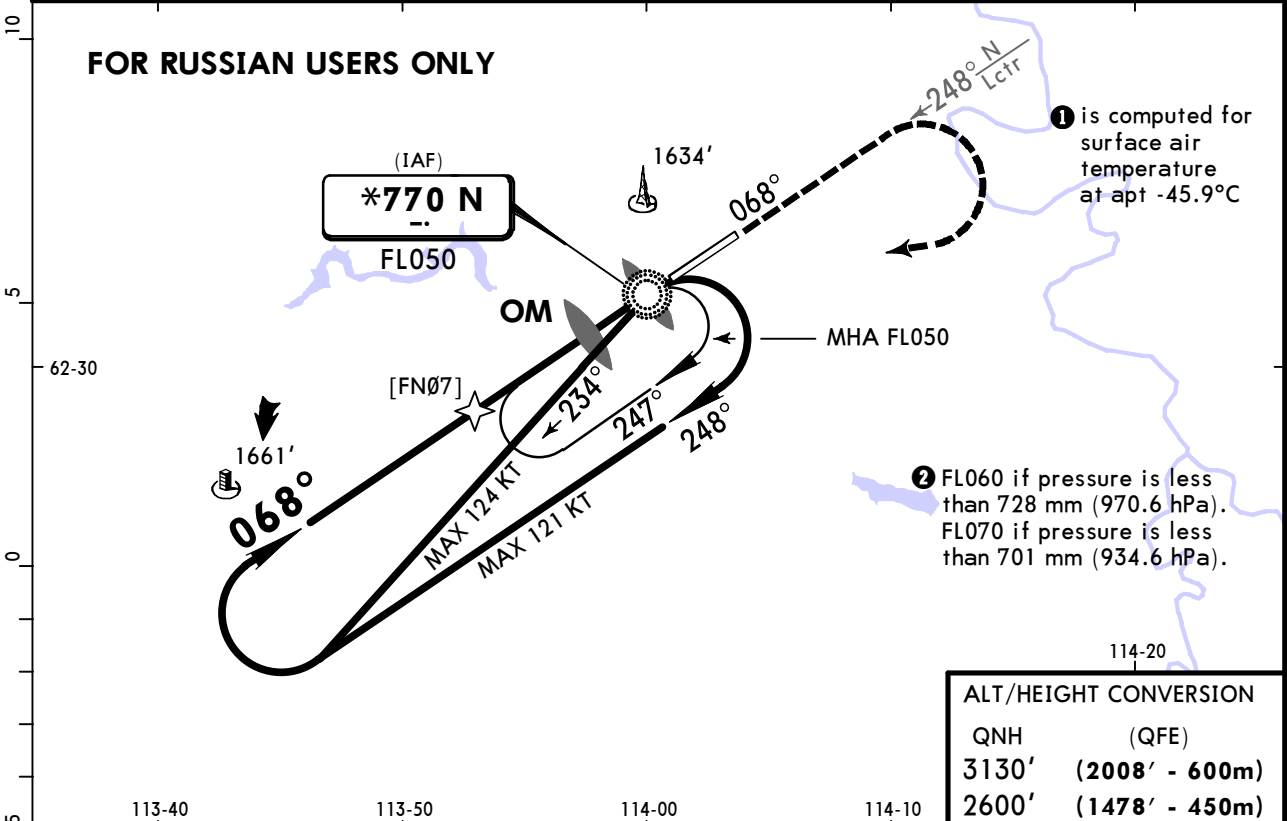 10
FOR RUSSIAN USERS ONLY
248° N
Lctr
❶ is computed for
surface air
temperature
at apt -45.9°C
(IAF)
*770 N
FL050
1634'
068°
5
OM
MHA FL050
62-30
[FNØ7]
234°
247°
248°
1661'
068°
MAX 124 KT
MAX 121 KT
❷ FL060 if pressure is less
than 728 mm (970.6 hPa).
FL070 if pressure is less
than 701 mm (934.6 hPa).
0
114-20
ALT/HEIGHT CONVERSION
QNH (QFE)
3130' (2008' - 600m)
2600' (1478' - 450m)
113-40 113-50 114-00 114-10